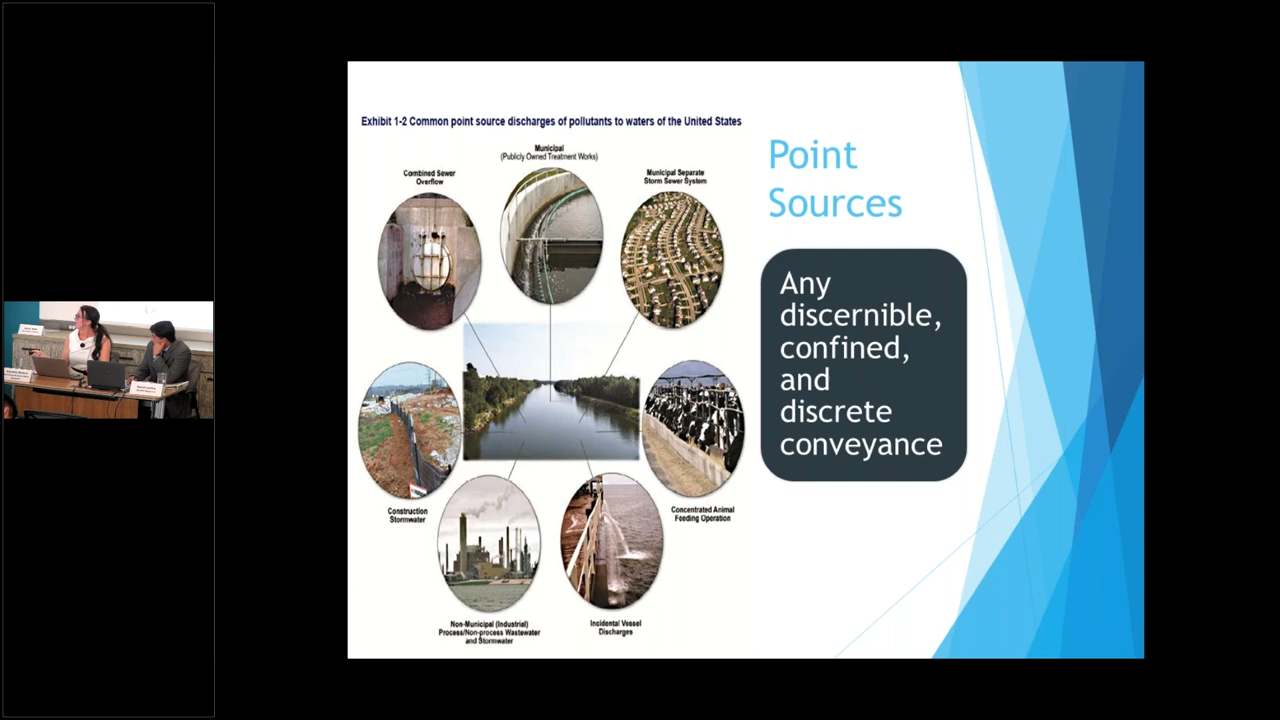 Exhibit 1-2 Common point source discharges of pollutants to waters of the United States
Municipal
(Publicly Owned Treatment Works)
Combined Sewer
Overflow
Municipal Separate
Storm Sewer System
Construction
Stormwater
Concentrated Animal
Feeding Operation
Non-Municipal (Industrial)
Process/Non-process Wastewater
and Stormwater
Incidental Vessel
Discharges
Point
Sources
Any
discernible,
confined,
and
discrete
conveyance